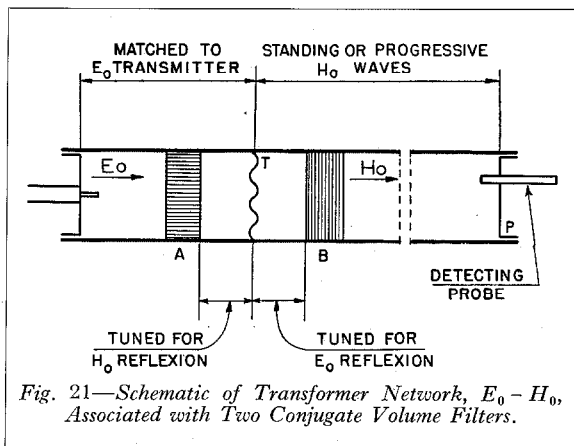 MATCHED TO
E₀ TRANSMITTER
STANDING OR PROGRESSIVE
H₀ WAVES
E₀
T
H₀
A
B
P
DETECTING
PROBE
TUNED FOR
H₀ REFLEXION
TUNED FOR
E₀ REFLEXION
Fig. 21—Schematic of Transformer Network, E₀ – H₀,
Associated with Two Conjugate Volume Filters.